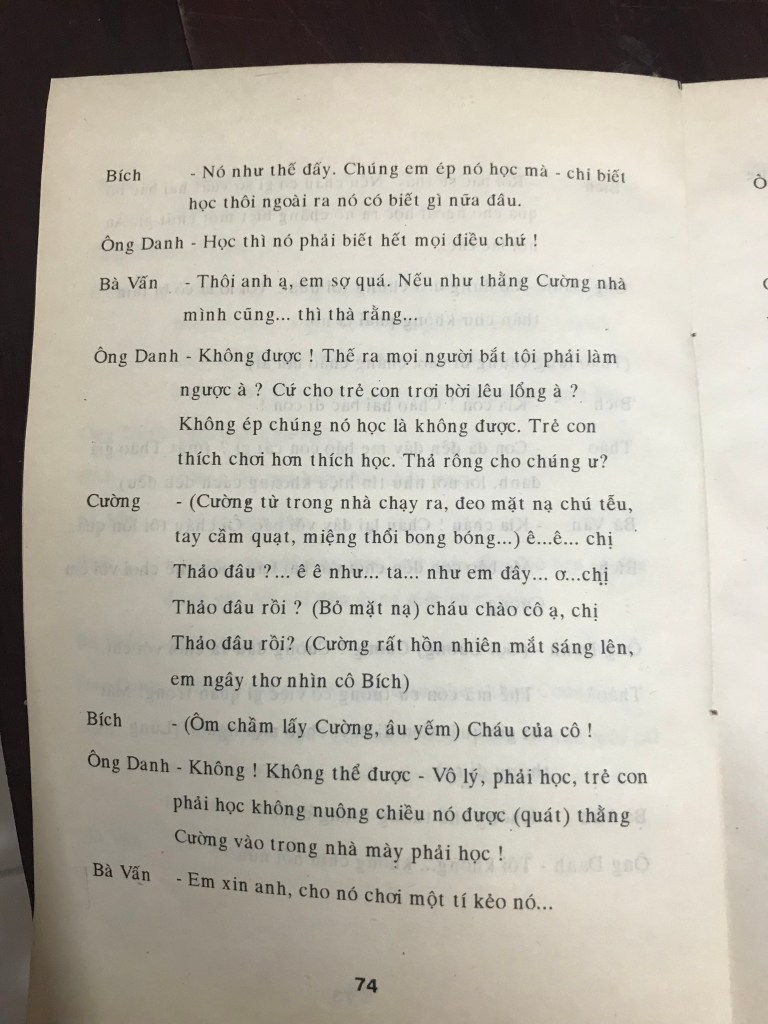 Bích - Nó như thế đấy. Chúng em ép nó học mà - chi biết
học thôi ngoài ra nó có biết gì nữa đâu.
Ông Danh - Học thì nó phải biết hết mọi điều chứ !
Bà Vấn - Thôi anh ạ, em sợ quá. Nếu như thằng Cường nhà
mình cũng... thì thà rằng...
Ông Danh - Không được ! Thế ra mọi người bắt tôi phải làm
ngược à ? Cứ cho trẻ con trơi bời lêu lổng à ?
Không ép chúng nó học là không được. Trẻ con
thích chơi hơn thích học. Thả rông cho chúng ư?
Cường - (Cường từ trong nhà chạy ra, đeo mặt nạ chú tễu,
tay cầm quạt, miệng thổi bong bóng...) ê...ê... chị
Thảo đâu ?... ê ê như... ta... như em đây... ơ...chị
Thảo đâu rồi ? (Bỏ mặt nạ) cháu chào cô ạ, chị
Thảo đâu rồi? (Cường rất hồn nhiên mắt sáng lên,
em ngây thơ nhìn cô Bích)
Bích - (Ôm chầm lấy Cường, âu yếm) Cháu của cô !
Ông Danh - Không ! Không thể được - Vô lý, phải học, trẻ con
phải học không nuông chiều nó được (quát) thằng
Cường vào trong nhà mày phải học !
Bà Vấn - Em xin anh, cho nó chơi một tí kẻo nó...
74